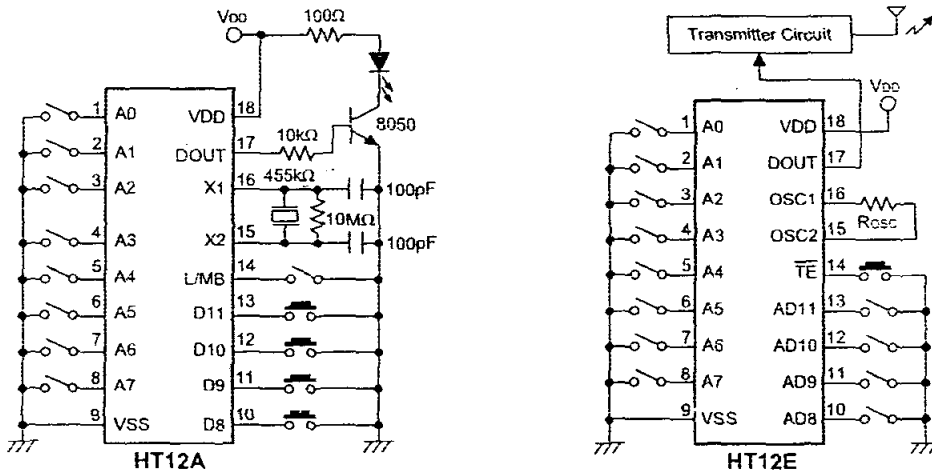 VDD
100Ω
1 A0 VDD 18
2 A1 DOUT 17
3 A2 X1 16
4 A3 X2 15
5 A4 L/MB 14
6 A5 D11 13
7 A6 D10 12
8 A7 D9 11
9 VSS D8 10
10kΩ
8050
455kΩ
10MΩ
100pF
100pF
HT12A
Transmitter Circuit
VDD
1 A0 VDD 18
2 A1 DOUT 17
3 A2 OSC1 16
4 A3 OSC2 15
5 A4 TE 14
6 A5 AD11 13
7 A6 AD10 12
8 A7 AD9 11
9 VSS AD8 10
Rosc
HT12E